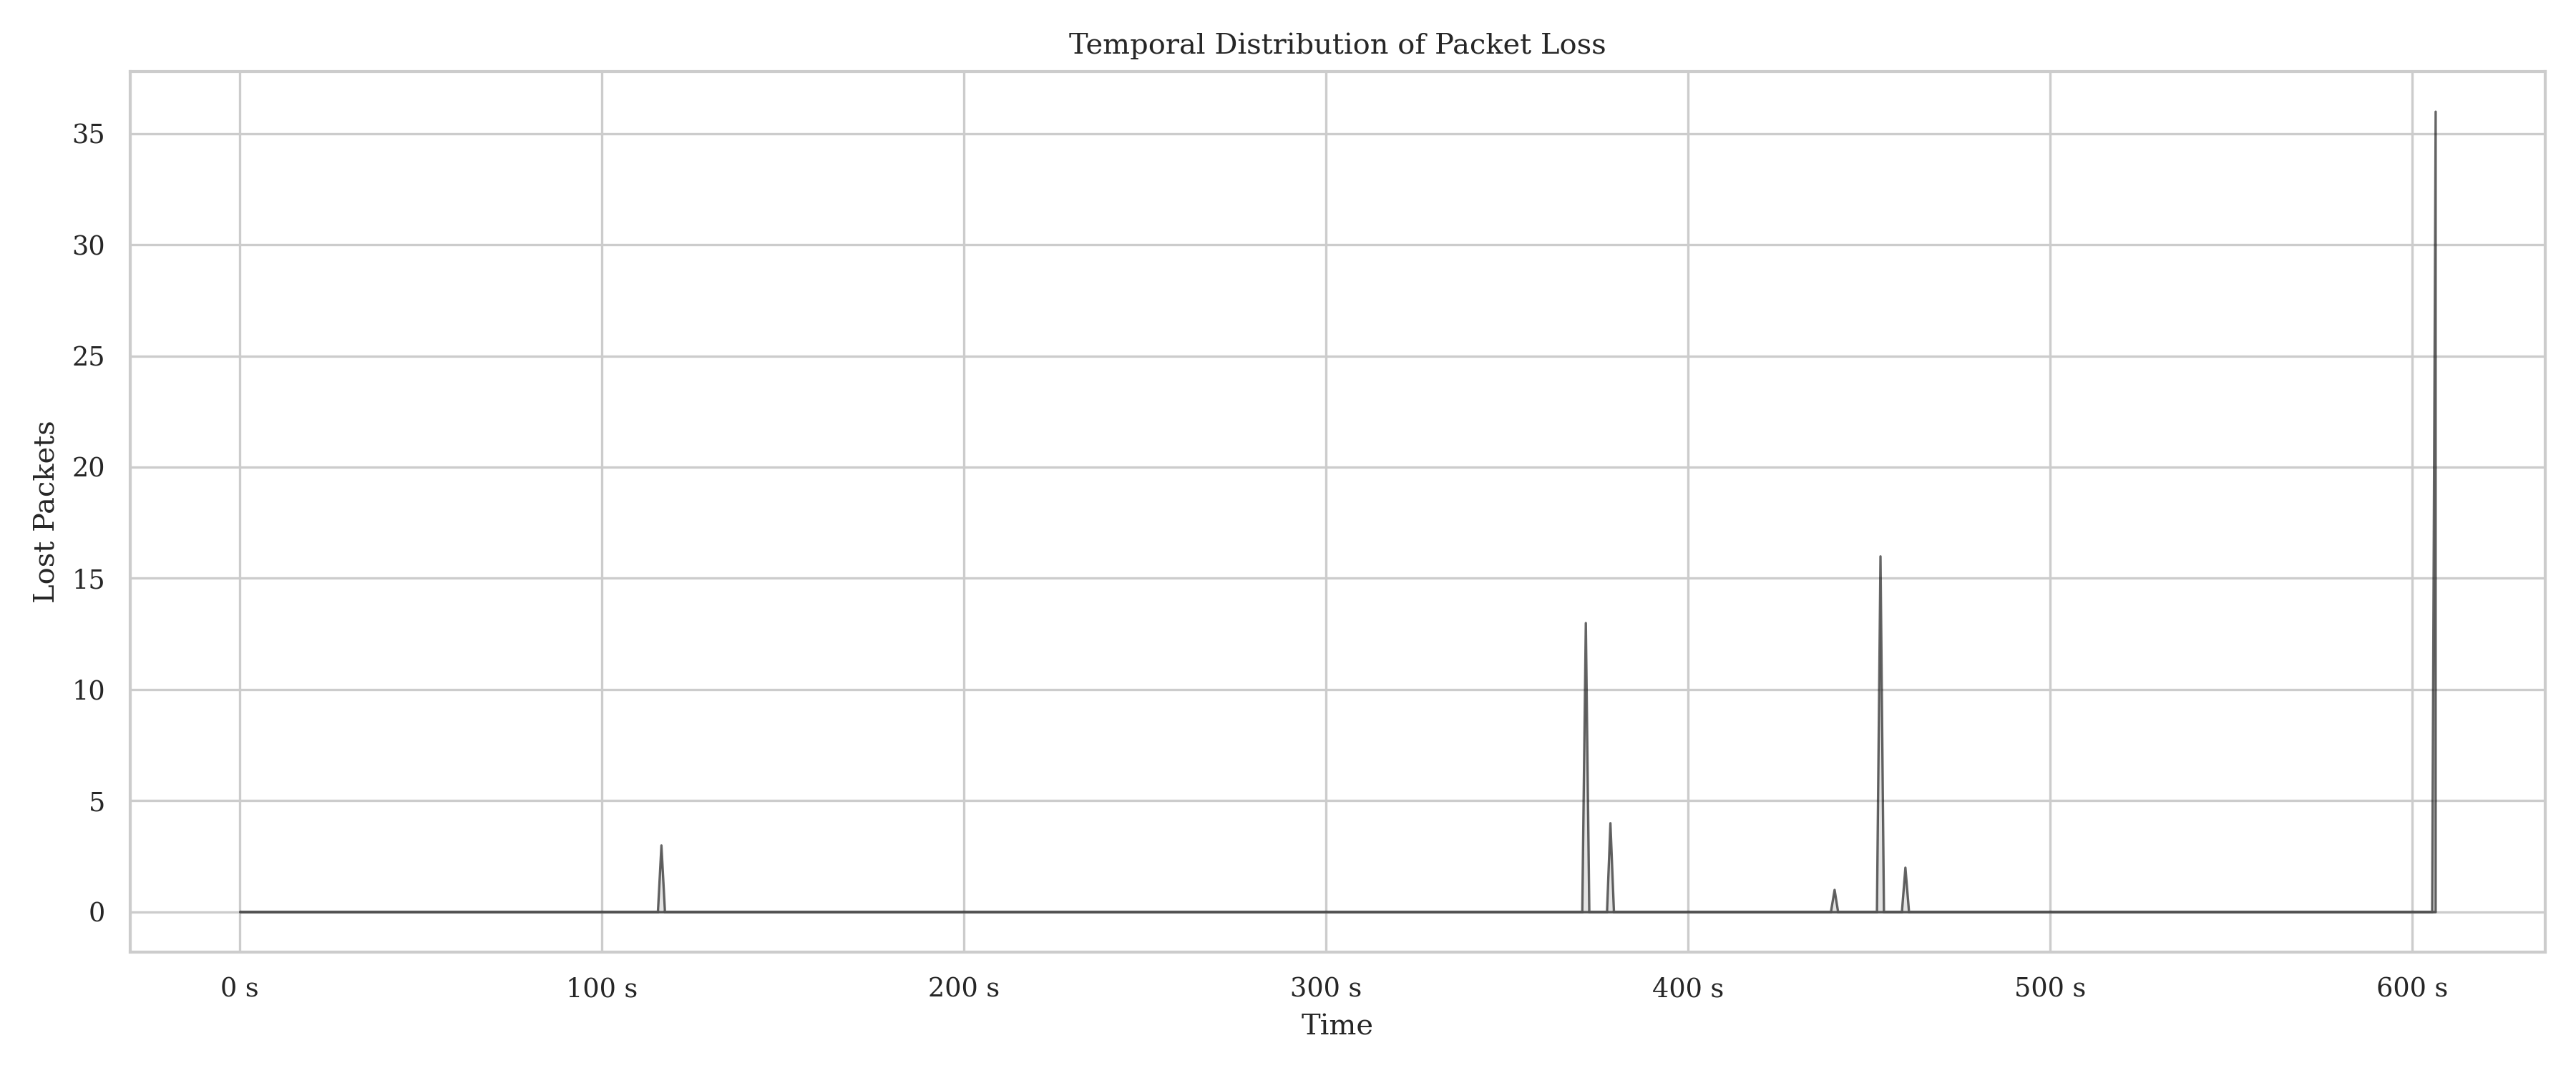 Temporal Distribution of Packet Loss
Lost Packets
35
30
25
20
15
10
5
0
0 s
100 s
200 s
300 s
400 s
500 s
600 s
Time